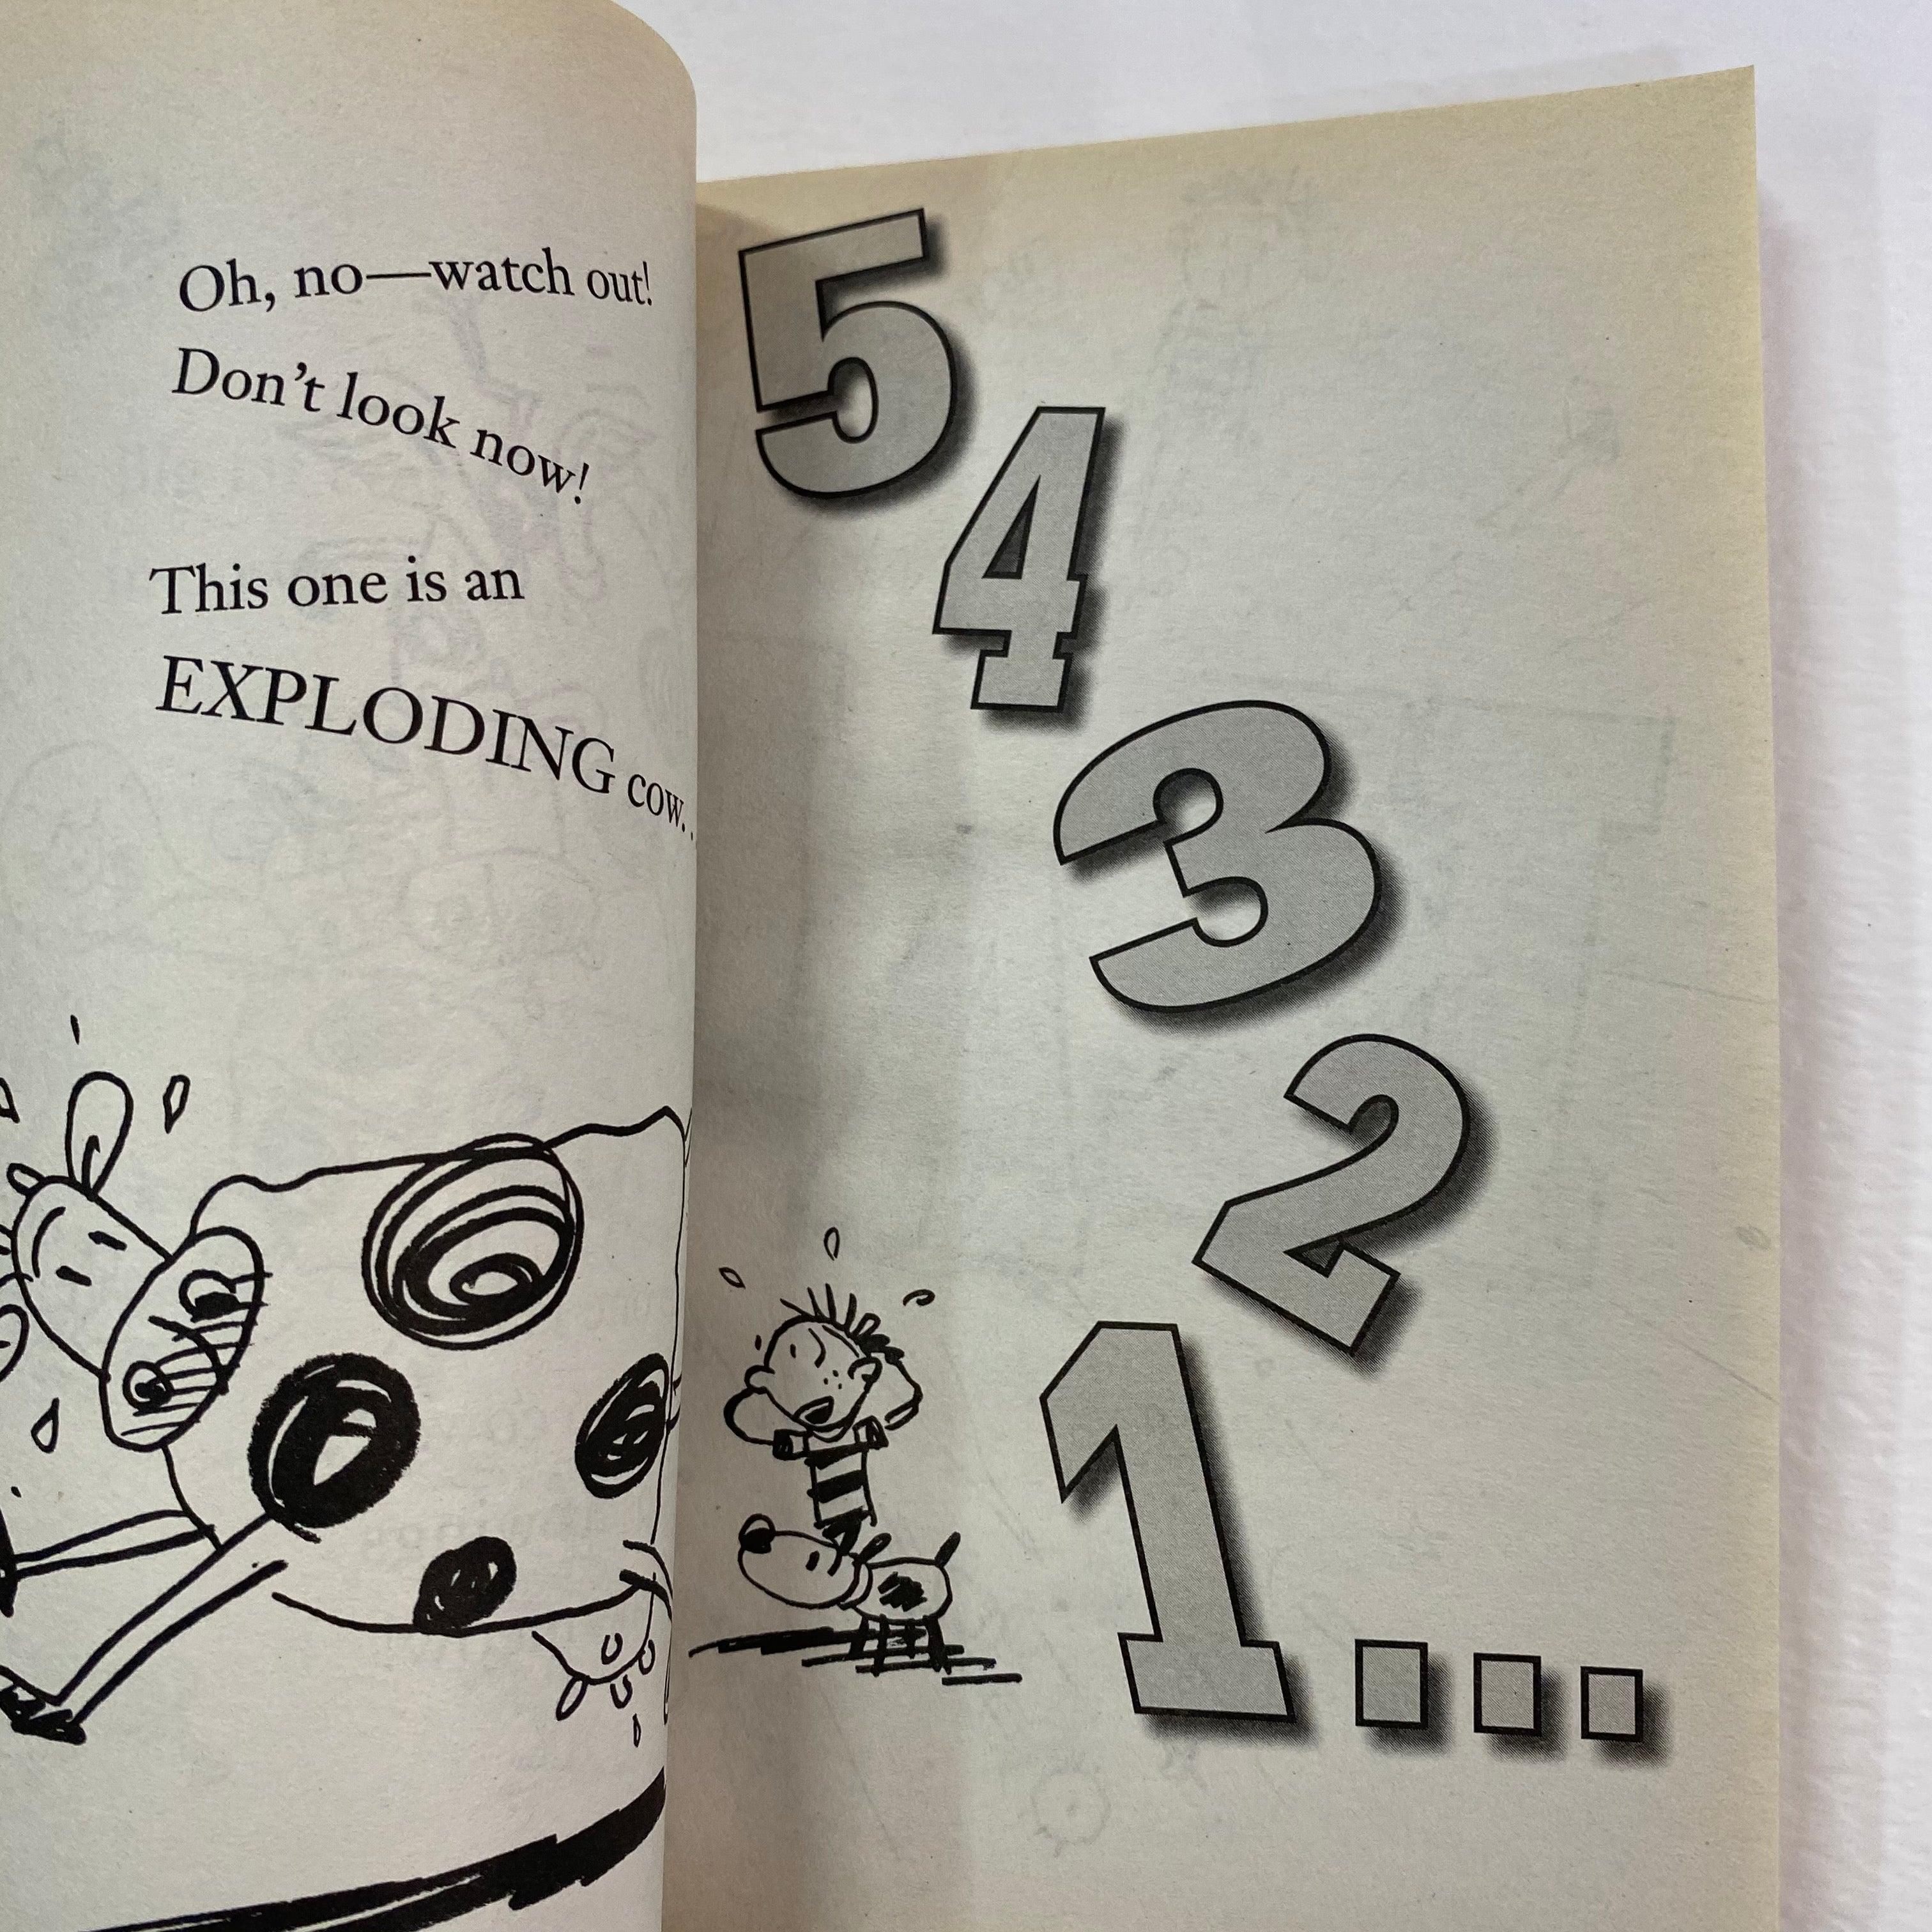 Oh, no—watch out!
Don't look now!
This one is an
EXPLODING cow..
5
4
3
2
1...